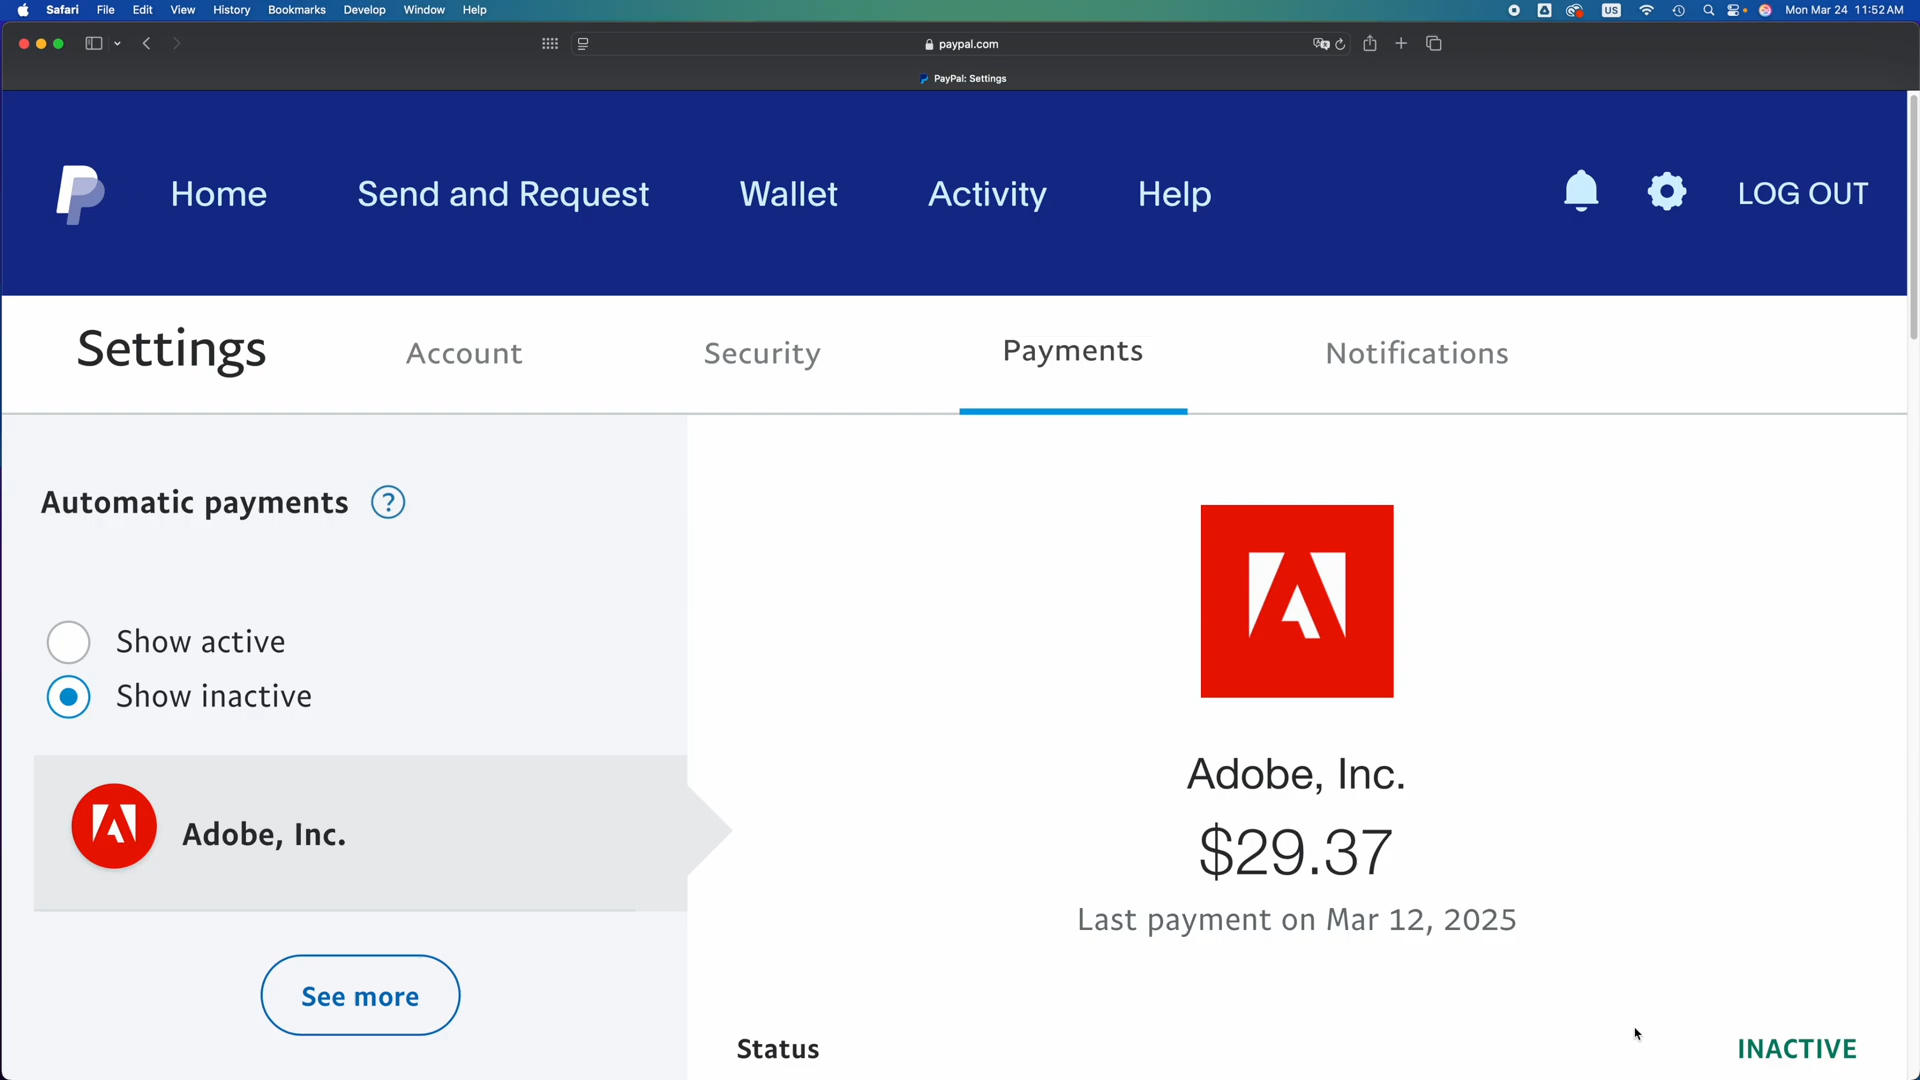 Safari File Edit View History Bookmarks Develop Window Help US Mon Mar 24 11:52 AM
paypal.com
PayPal: Settings
Home Send and Request Wallet Activity Help LOG OUT
Settings Account Security Payments Notifications
Automatic payments ?
Show active
Show inactive
Adobe, Inc.
See more
Adobe, Inc.
$29.37
Last payment on Mar 12, 2025
Status INACTIVE